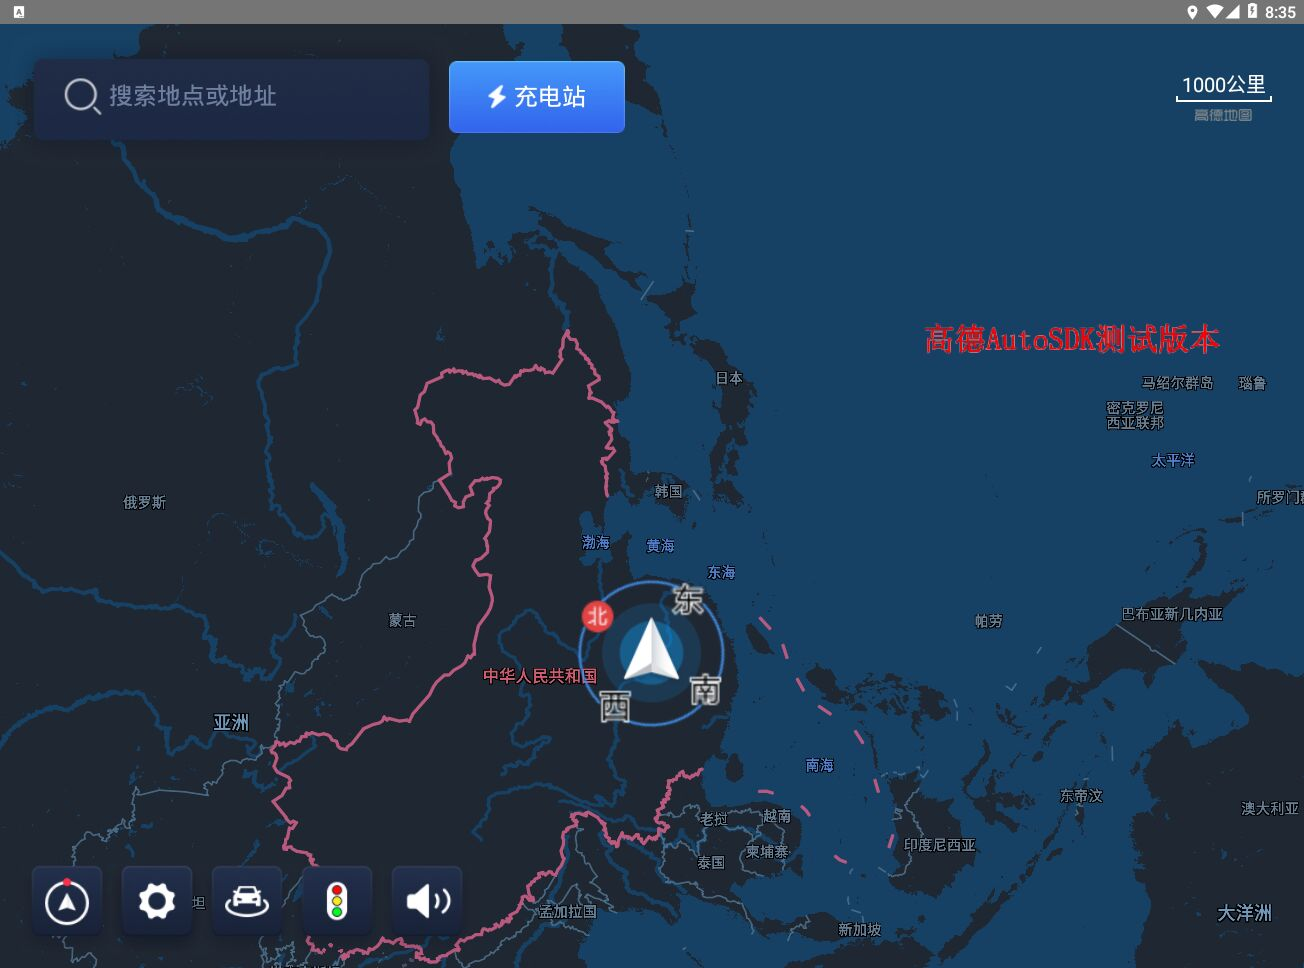 8:35
搜索地点或地址
充电站
1000公里
高德地图
高德AutoSDK测试版本
日本
马绍尔群岛
瑙鲁
密克罗尼
西亚联邦
太平洋
韩国
所罗门群
俄罗斯
渤海
黄海
东海
蒙古
北
东
帕劳
巴布亚新几内亚
中华人民共和国
西
南
亚洲
南海
东帝汶
澳大利亚
老挝
越南
柬埔寨
泰国
印度尼西亚
坦
孟加拉国
大洋洲
新加坡